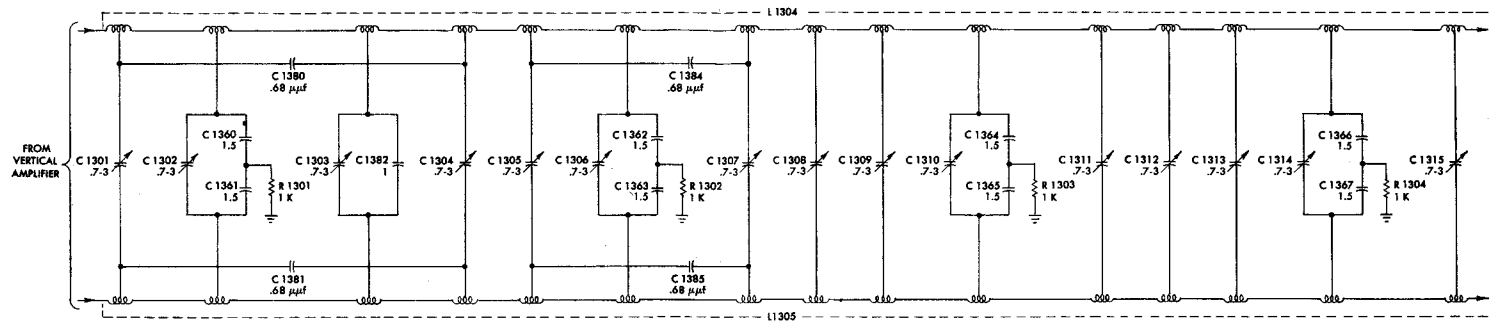 L 1304
C 1380
.68 μμf
C 1384
.68 μμf
FROM
VERTICAL
AMPLIFIER
C 1301
.7-3
C 1302
.7-3
C 1360
1.5
C 1361
1.5
R 1301
1 K
C 1303
.7-3
C 1382
1
C 1304
.7-3
C 1305
.7-3
C 1306
.7-3
C 1362
1.5
C 1363
1.5
R 1302
1 K
C 1307
.7-3
C 1308
.7-3
C 1309
.7-3
C 1310
.7-3
C 1364
1.5
C 1365
1.5
R 1303
1 K
C 1311
.7-3
C 1312
.7-3
C 1313
.7-3
C 1314
.7-3
C 1366
1.5
C 1367
1.5
R 1304
1 K
C 1315
.7-3
C 1381
.68 μμf
C 1385
.68 μμf
L1305